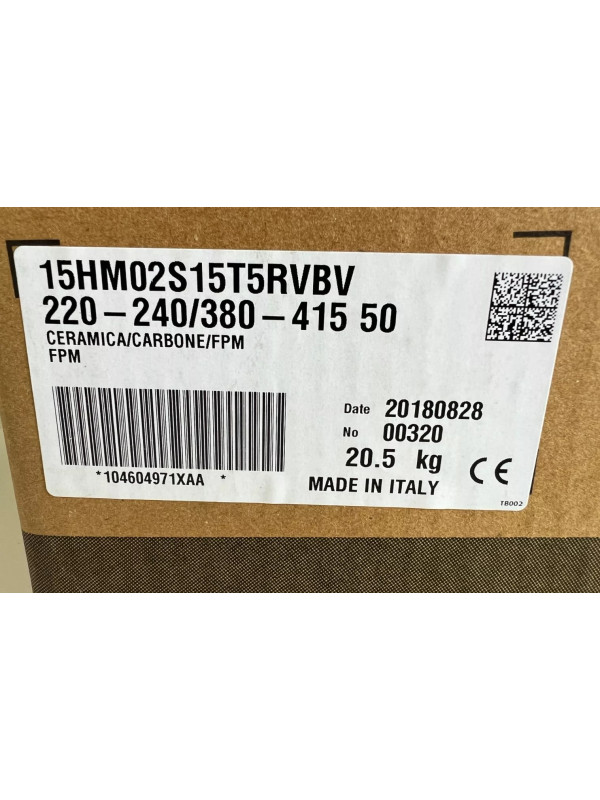 15HM02S15T5RVBV
220-240/380-415 50
CERAMICA/CARBONE/FPM
FPM
Date 20180828
No 00320
20.5 kg
CE
*104604971XAA *
MADE IN ITALY
TB002